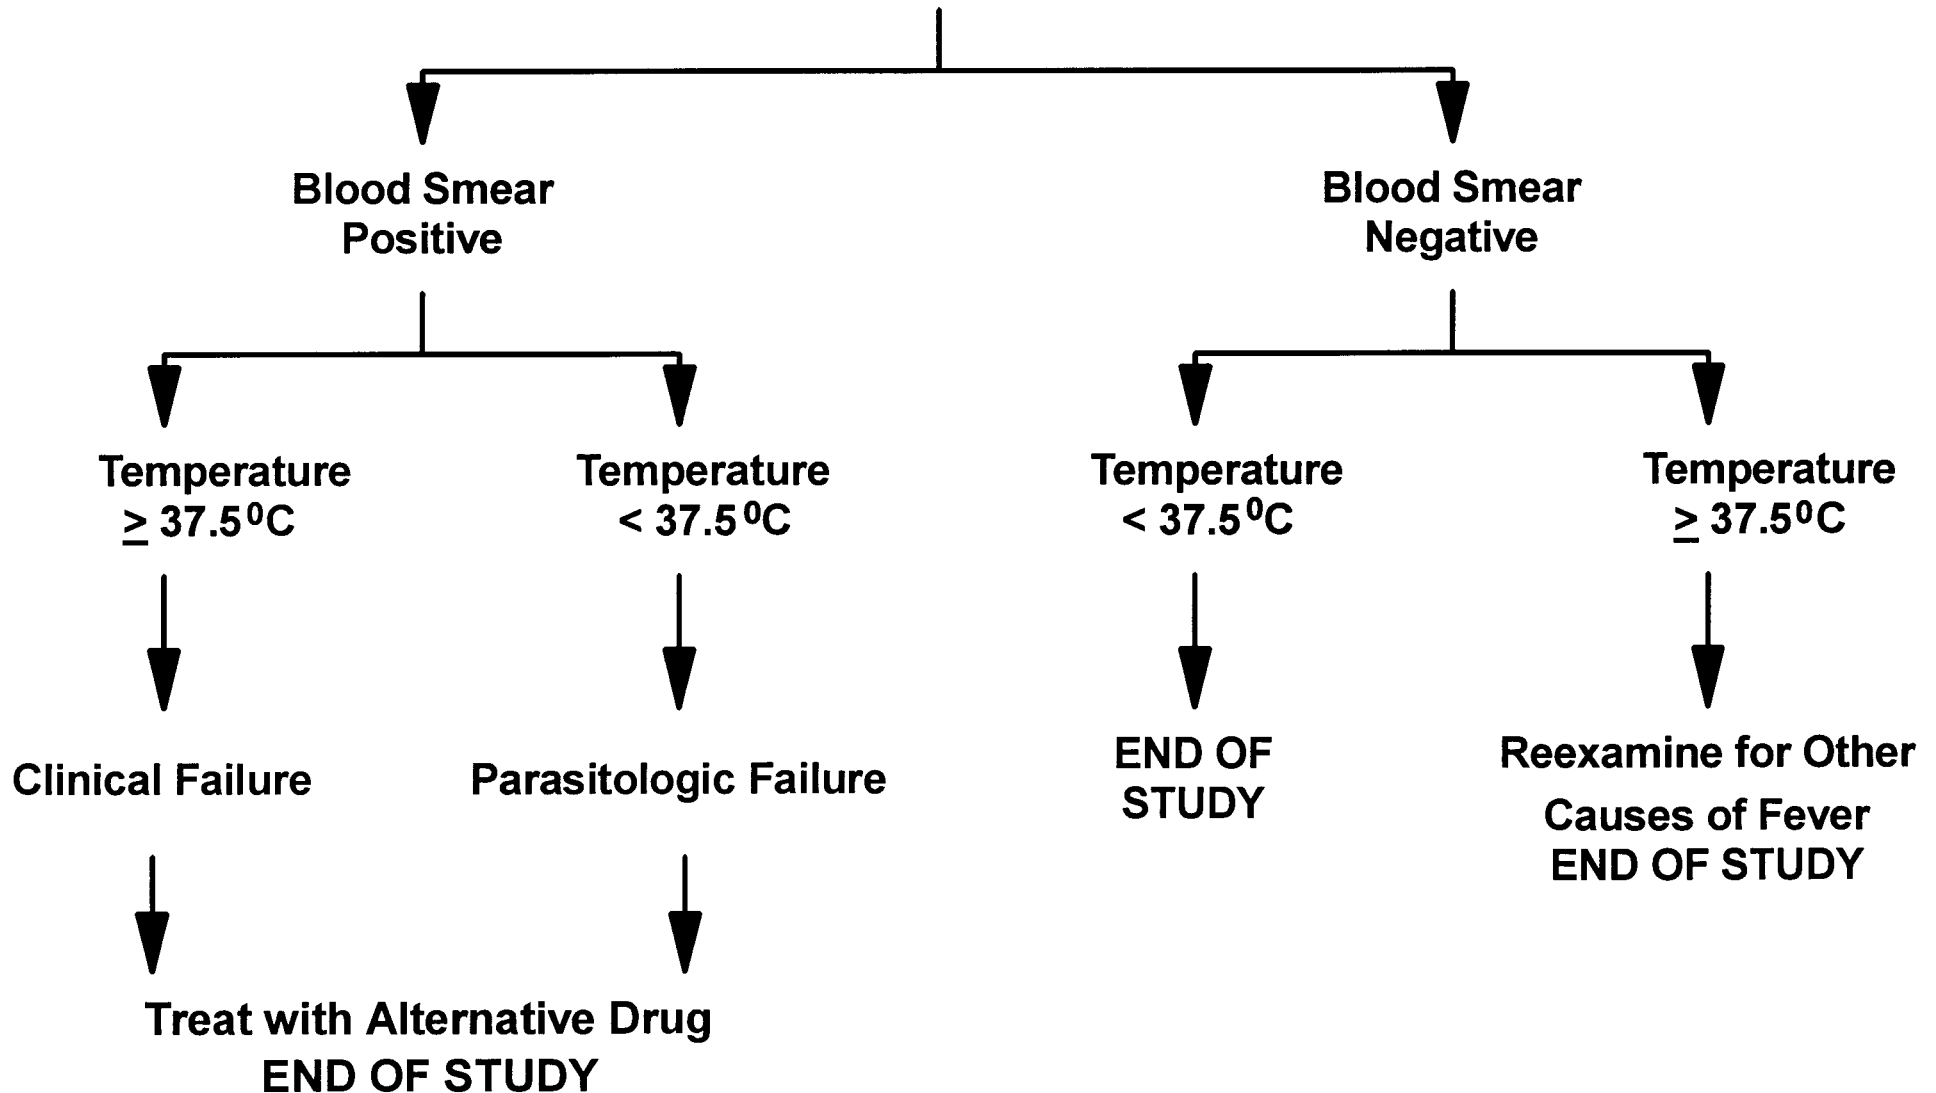 Blood Smear
Positive
Blood Smear
Negative
Temperature
≥ 37.5⁰C
Temperature
< 37.5⁰C
Temperature
< 37.5⁰C
Temperature
≥ 37.5⁰C
Clinical Failure
Parasitologic Failure
END OF
STUDY
Reexamine for Other
Causes of Fever
END OF STUDY
Treat with Alternative Drug
END OF STUDY